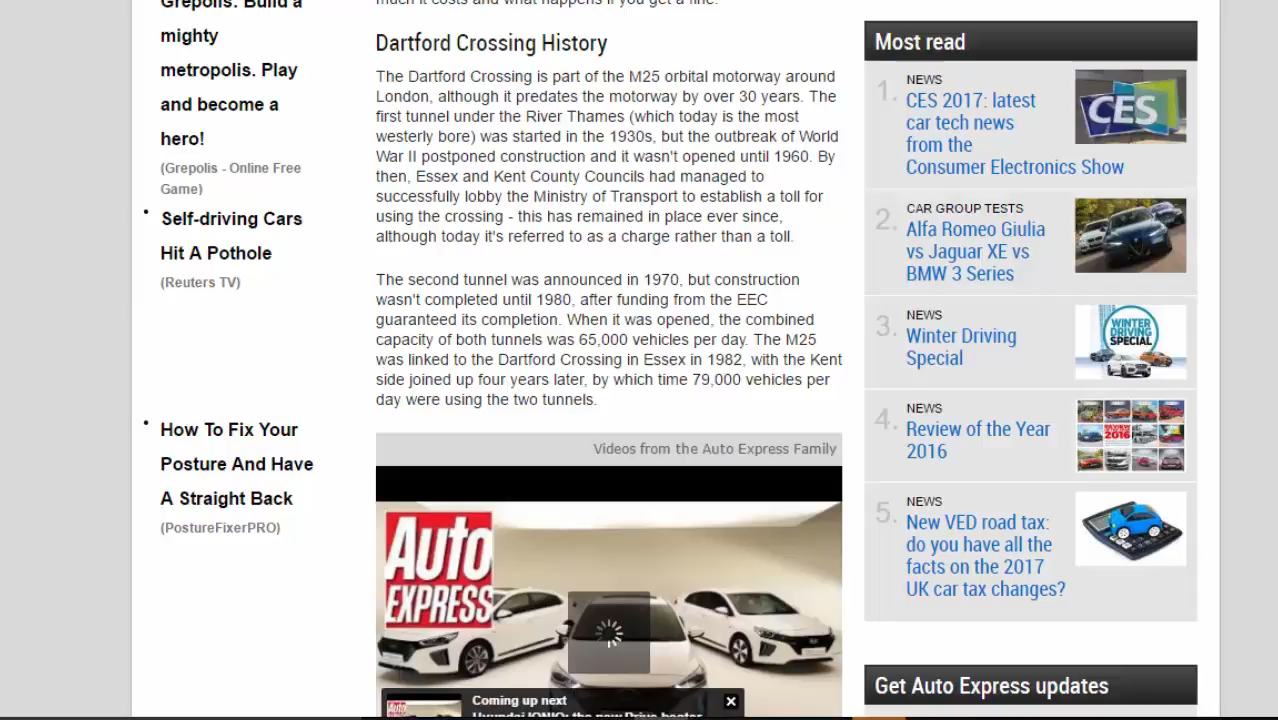 Grepolis: Build a
mighty
metropolis. Play
and become a
hero!
(Grepolis - Online Free
Game)
Self-driving Cars
Hit A Pothole
(Reuters TV)
How To Fix Your
Posture And Have
A Straight Back
(PostureFixerPRO)
much it costs and what happens if you get a fine.
Dartford Crossing History
The Dartford Crossing is part of the M25 orbital motorway around
London, although it predates the motorway by over 30 years. The
first tunnel under the River Thames (which today is the most
westerly bore) was started in the 1930s, but the outbreak of World
War II postponed construction and it wasn't opened until 1960. By
then, Essex and Kent County Councils had managed to
successfully lobby the Ministry of Transport to establish a toll for
using the crossing - this has remained in place ever since,
although today it's referred to as a charge rather than a toll.
The second tunnel was announced in 1970, but construction
wasn't completed until 1980, after funding from the EEC
guaranteed its completion. When it was opened, the combined
capacity of both tunnels was 65,000 vehicles per day. The M25
was linked to the Dartford Crossing in Essex in 1982, with the Kent
side joined up four years later, by which time 79,000 vehicles per
day were using the two tunnels.
Videos from the Auto Express Family
Auto
EXPRESS
Coming up next
Hyundai IONIQ: the new Prius beater
Most read
1.
NEWS
CES 2017: latest
car tech news
from the
Consumer Electronics Show
CES
2.
CAR GROUP TESTS
Alfa Romeo Giulia
vs Jaguar XE vs
BMW 3 Series
3.
NEWS
Winter Driving
Special
WINTER
DRIVING
SPECIAL
4.
NEWS
Review of the Year
2016
REVIEW
2016
5.
NEWS
New VED road tax:
do you have all the
facts on the 2017
UK car tax changes?
Get Auto Express updates